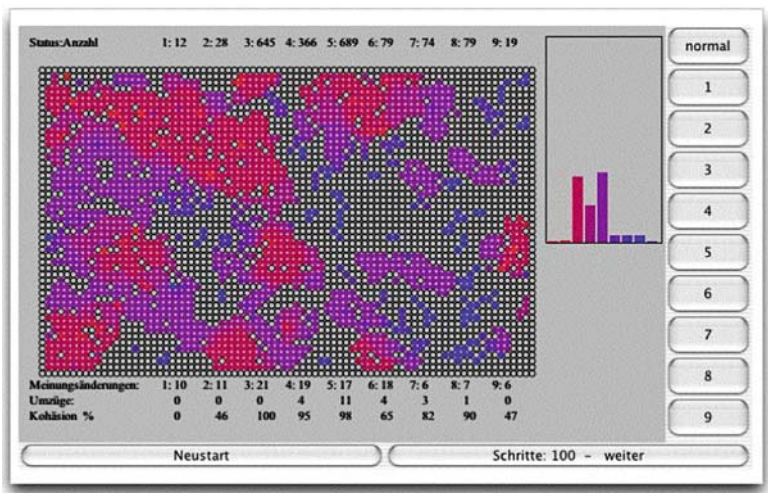 Status:Anzahl 1: 12 2: 28 3: 645 4: 366 5: 689 6: 79 7: 74 8: 79 9: 19
normal
1
2
3
4
5
6
7
8
9
Meinungsänderungen: 1: 10 2: 11 3: 21 4: 19 5: 17 6: 18 7: 6 8: 7 9: 6
Umzüge: 0 0 0 4 11 4 3 1 0
Kohäsion % 0 46 100 95 98 65 82 90 47
Neustart
Schritte: 100 - weiter